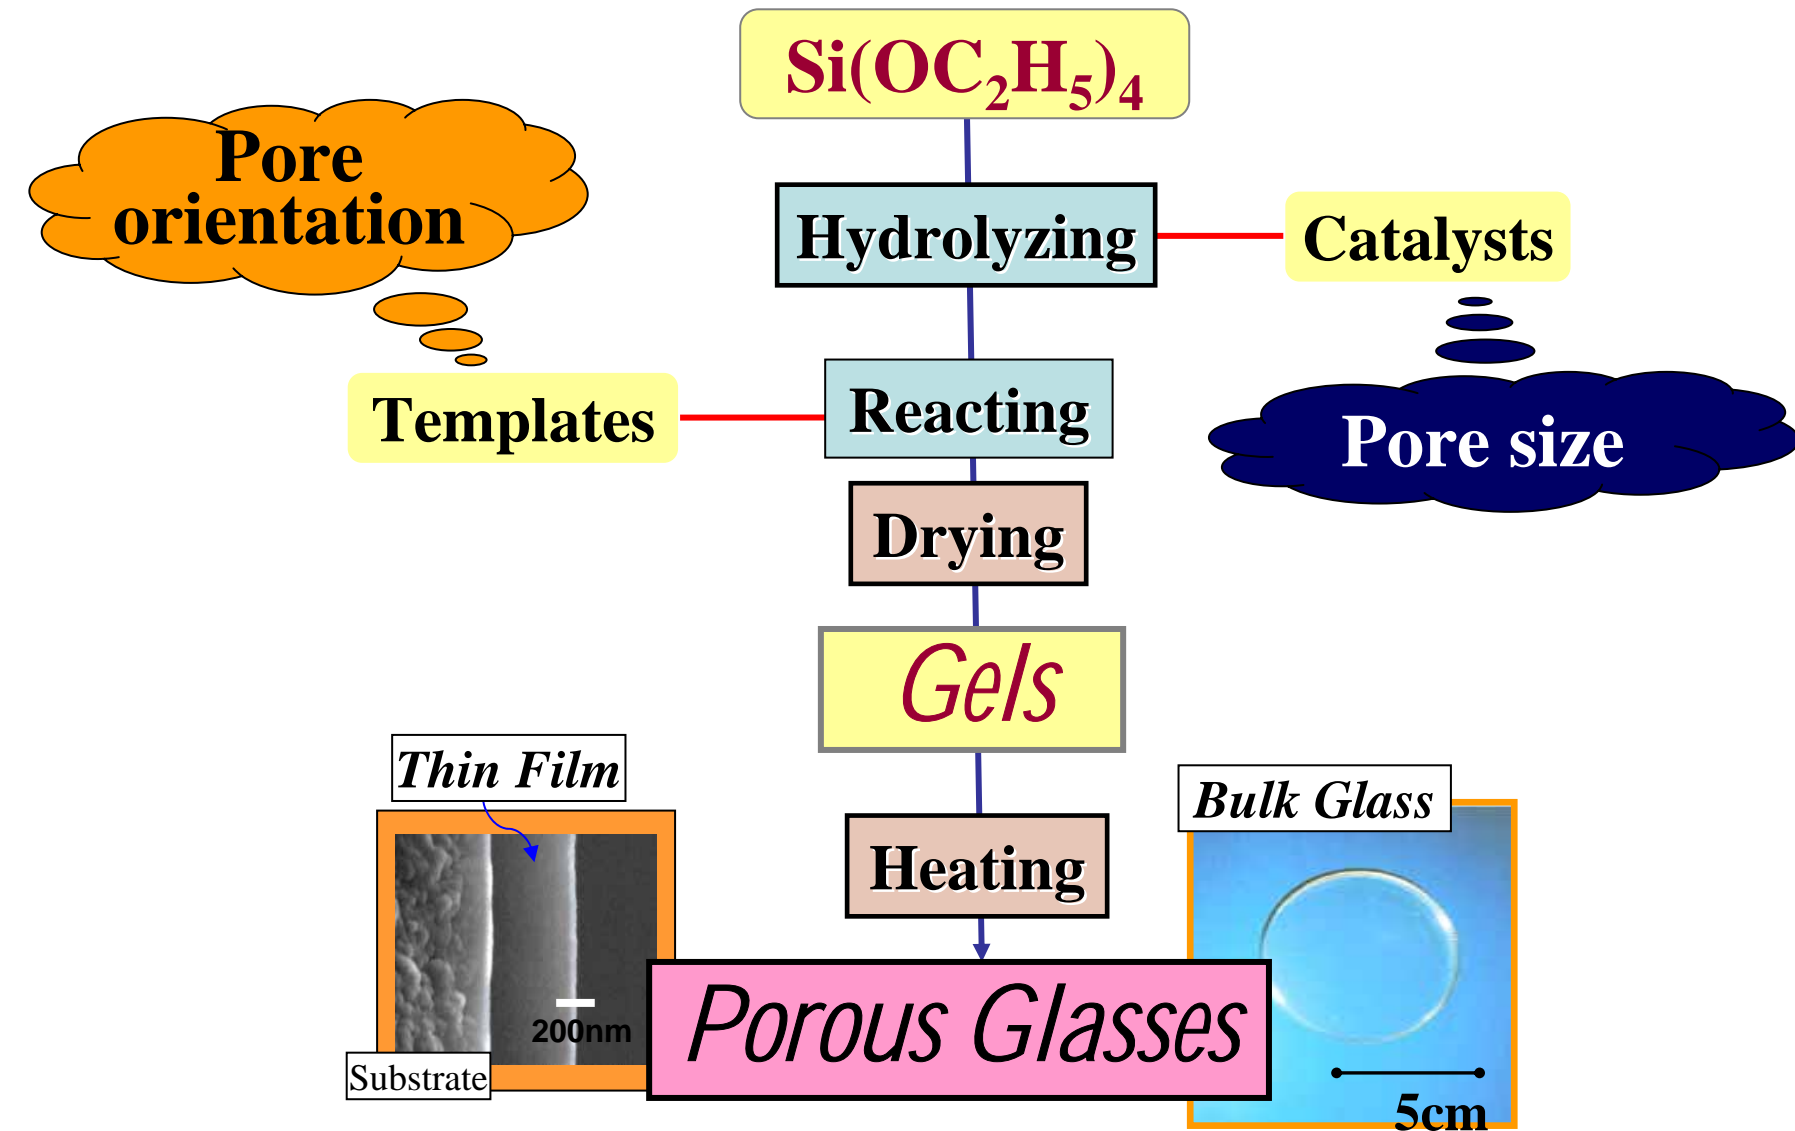 Si(OC₂H₅)₄
Pore
orientation
Hydrolyzing
Catalysts
Templates
Reacting
Pore size
Drying
Gels
Thin Film
Bulk Glass
Heating
200nm
Porous Glasses
Substrate
5cm